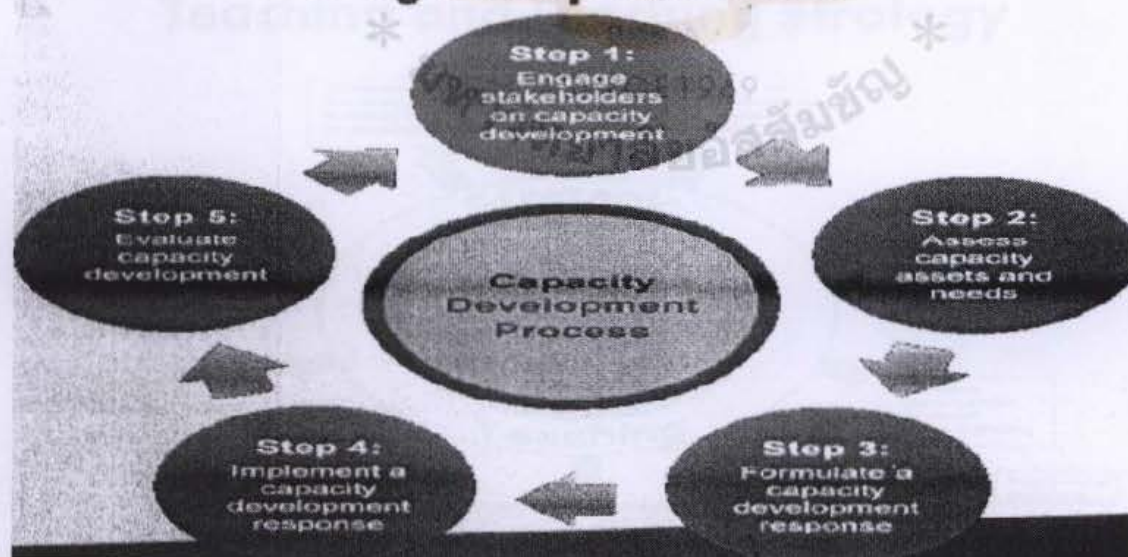 Step 1:
Engage
stakeholders
on capacity
development
Step 2:
Assess
capacity
assets and
needs
Step 3:
Formulate a
capacity
development
response
Step 4:
Implement a
capacity
development
response
Step 5:
Evaluate
capacity
development
Capacity
Development
Process